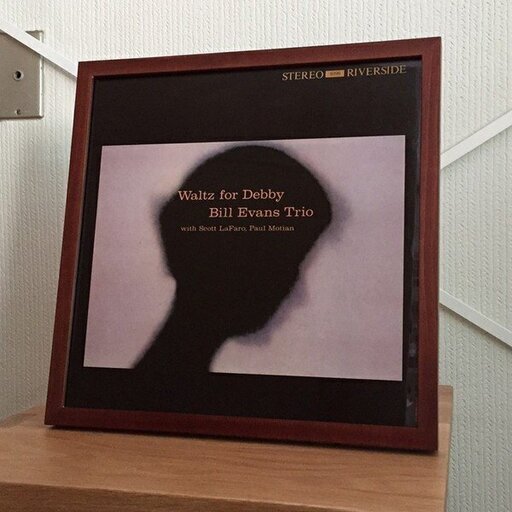 STEREO RIVERSIDE
Waltz for Debby
Bill Evans Trio
with Scott LaFaro, Paul Motian